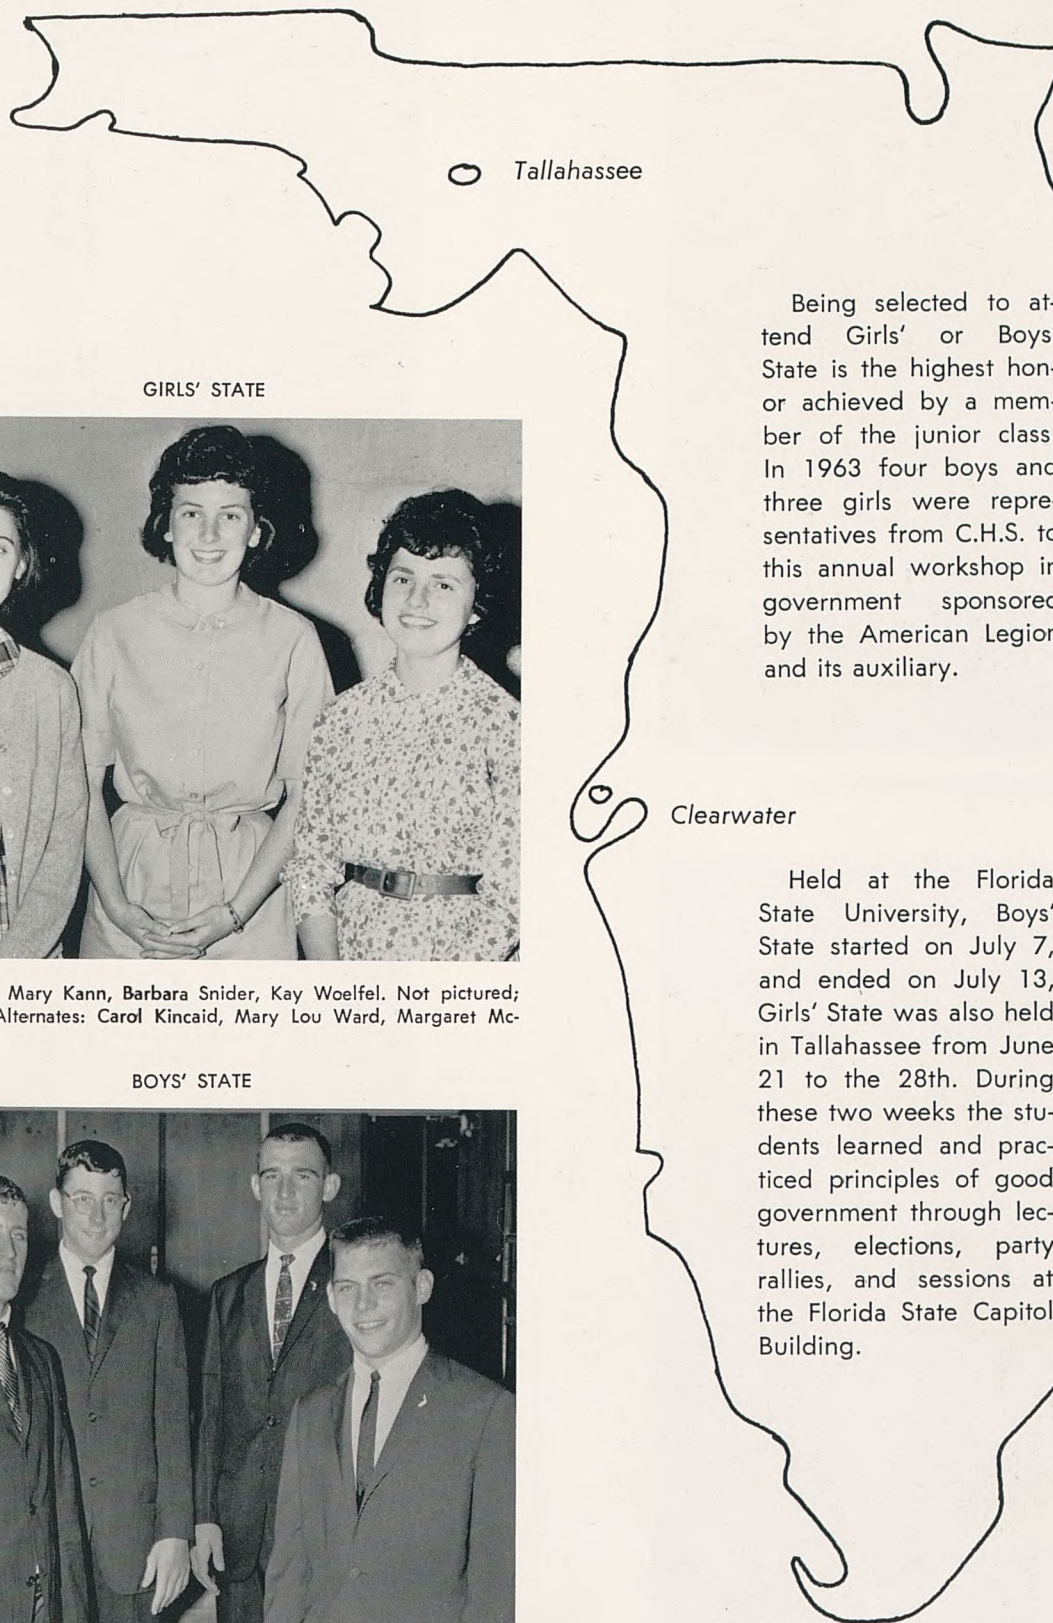 Tallahassee
Being selected to at-
tend Girls' or Boys'
State is the highest hon-
or achieved by a mem-
ber of the junior class
In 1963 four boys and
three girls were repre-
sentatives from C.H.S. to
this annual workshop in
government sponsored
by the American Legion
and its auxiliary.
GIRLS' STATE
Mary Kann, Barbara Snider, Kay Woelfel. Not pictured;
Alternates: Carol Kincaid, Mary Lou Ward, Margaret Mc-
Clearwater
Held at the Florida
State University, Boys'
State started on July 7,
and ended on July 13,
Girls' State was also held
in Tallahassee from June
21 to the 28th. During
these two weeks the stu-
dents learned and prac-
ticed principles of good
government through lec-
tures, elections, party
rallies, and sessions at
the Florida State Capitol
Building.
BOYS' STATE